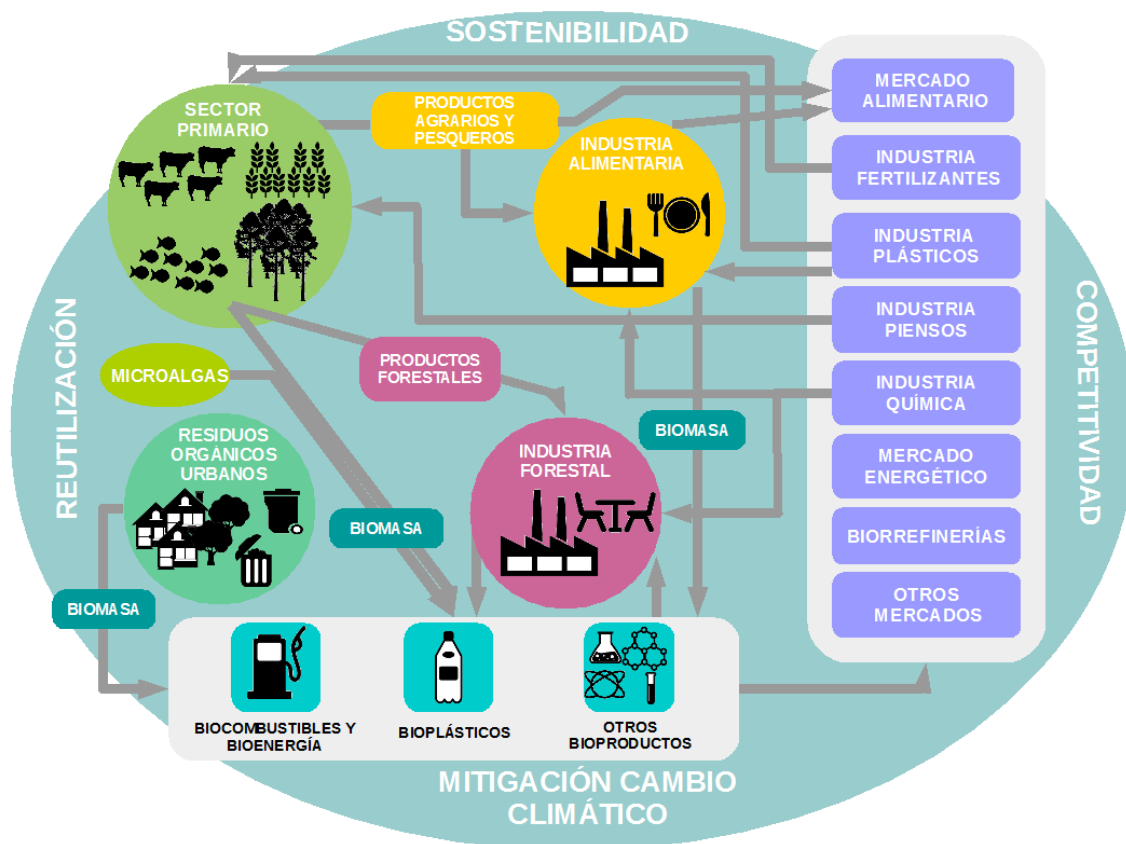 SOSTENIBILIDAD
SECTOR
PRIMARIO
PRODUCTOS
AGRARIOS Y
PESQUEROS
INDUSTRIA
ALIMENTARIA
MERCADO
ALIMENTARIO
INDUSTRIA
FERTILIZANTES
INDUSTRIA
PLÁSTICOS
INDUSTRIA
PIENSOS
INDUSTRIA
QUÍMICA
MERCADO
ENERGÉTICO
BIORREFINERÍAS
OTROS
MERCADOS
REUTILIZACIÓN
COMPETITIVIDAD
MICROALGAS
PRODUCTOS
FORESTALES
RESIDUOS
ORGÁNICOS
URBANOS
INDUSTRIA
FORESTAL
BIOMASA
BIOMASA
BIOMASA
BIOCOMBUSTIBLES Y
BIOENERGÍA
BIOPLÁSTICOS
OTROS
BIOPRODUCTOS
MITIGACIÓN CAMBIO
CLIMÁTICO